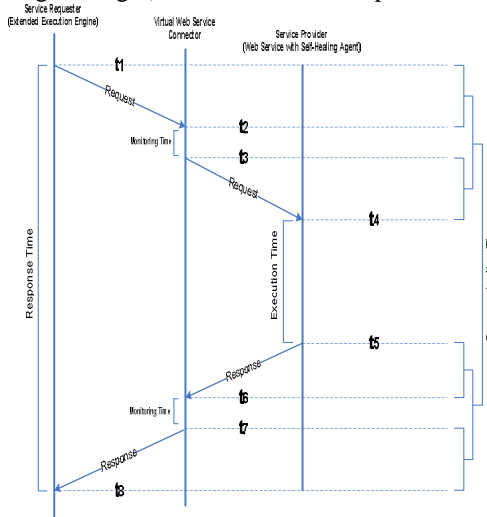 Service Requester
(Extended Execution Engine)
Virtual Web Service
Connector
Service Provider
(Web Service with Self-Healing Agent)
t1
Request
t2
Monitoring Time
t3
Request
t4
Response Time
Execution Time
t5
Response
t6
Monitoring Time
t7
Response
t8